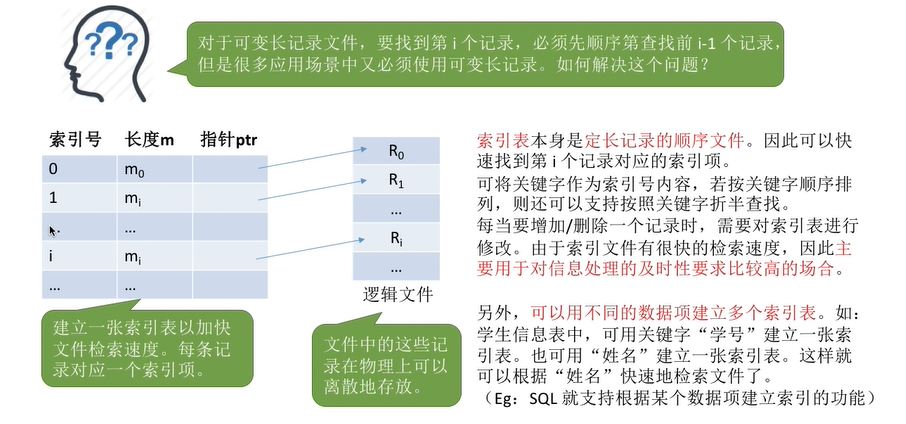 ???
对于可变长记录文件，要找到第 i 个记录，必须先顺序第查找前 i-1 个记录，
但是很多应用场景中又必须使用可变长记录。如何解决这个问题？
索引号 长度m 指针ptr
0 m0
1 mi
... ...
i mi
... ...
R0
R1
...
Ri
...
逻辑文件
建立一张索引表以加快
文件检索速度。每条记
录对应一个索引项。
文件中的这些记
录在物理上可以
离散地存放。
索引表本身是定长记录的顺序文件。因此可以快
速找到第 i 个记录对应的索引项。
可将关键字作为索引号内容，若按关键字顺序排
列，则还可以支持按照关键字折半查找。
每当要增加/删除一个记录时，需要对索引表进行
修改。由于索引文件有很快的检索速度，因此主
要用于对信息处理的及时性要求比较高的场合。
另外，可以用不同的数据项建立多个索引表。如：
学生信息表中，可用关键字“学号”建立一张索
引表。也可用“姓名”建立一张索引表。这样就
可以根据“姓名”快速地检索文件了。
（Eg：SQL 就支持根据某个数据项建立索引的功能）